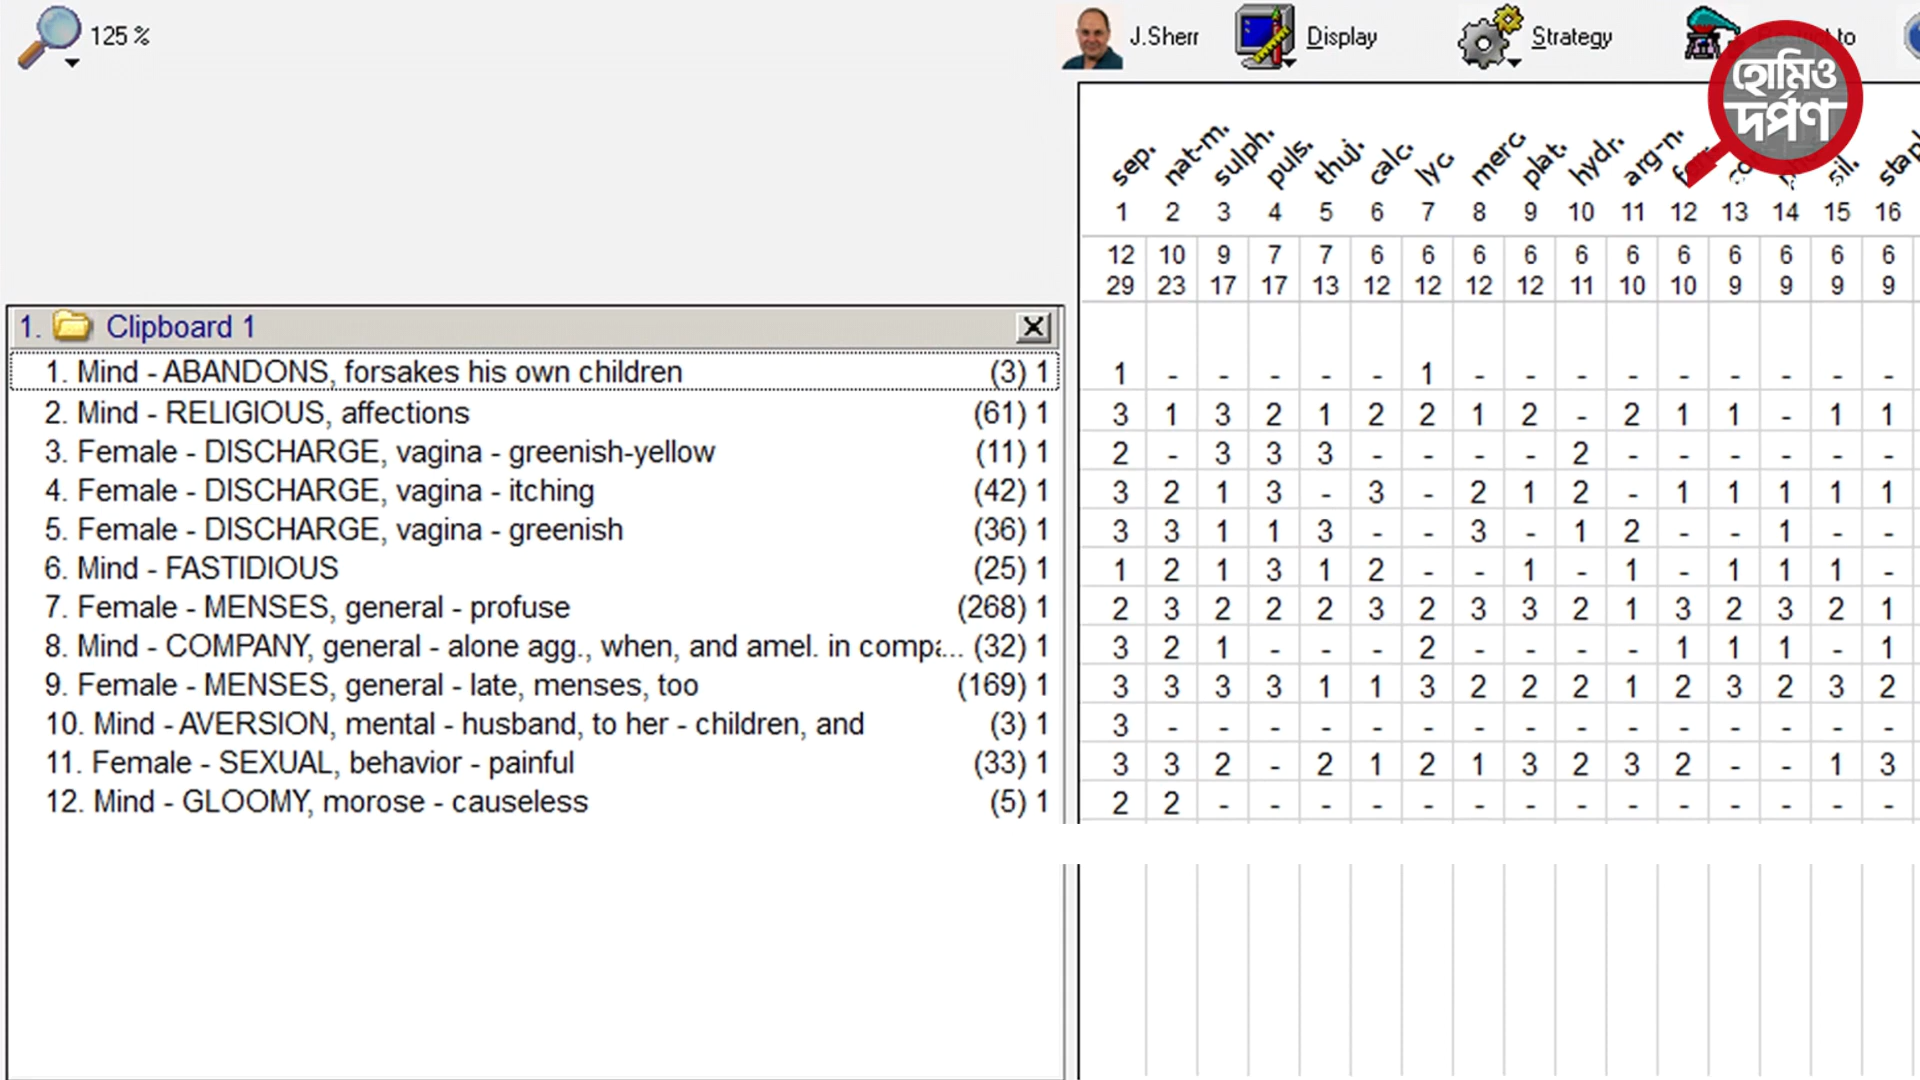 125 %
J.Sherr
Display
Strategy
to
হোমিও
দর্পণ
sep. nat-m. sulph. puls. thuj. calc. lyc. merc. plat. hydr. arg-n. sil.
1 2 3 4 5 6 7 8 9 10 11 12 13 14 15 16
12 10 9 7 7 6 6 6 6 6 6 6 6 6 6 6
29 23 17 17 13 12 12 12 12 11 10 10 9 9 9 9
1. Clipboard 1
1. Mind - ABANDONS, forsakes his own children (3) 1 1 - - - - - 1 - - - - - - - - -
2. Mind - RELIGIOUS, affections (61) 1 3 1 3 2 1 2 2 1 2 - 2 1 1 - 1 1
3. Female - DISCHARGE, vagina - greenish-yellow (11) 1 2 - 3 3 3 - - - - 2 - - - - - -
4. Female - DISCHARGE, vagina - itching (42) 1 3 2 1 3 - 3 - 2 1 2 - 1 1 1 1 1
5. Female - DISCHARGE, vagina - greenish (36) 1 3 3 1 1 3 - - 3 - 1 2 - - 1 - -
6. Mind - FASTIDIOUS (25) 1 1 2 1 3 1 2 - - 1 - 1 - 1 1 1 -
7. Female - MENSES, general - profuse (268) 1 2 3 2 2 2 3 2 3 3 2 1 3 2 3 2 1
8. Mind - COMPANY, general - alone agg., when, and amel. in compa... (32) 1 3 2 1 - - - 2 - - - - 1 1 1 - 1
9. Female - MENSES, general - late, menses, too (169) 1 3 3 3 3 1 1 3 2 2 2 1 2 3 2 3 2
10. Mind - AVERSION, mental - husband, to her - children, and (3) 1 3 - - - - - - - - - - - - - - -
11. Female - SEXUAL, behavior - painful (33) 1 3 3 2 - 2 1 2 1 3 2 3 2 - - 1 3
12. Mind - GLOOMY, morose - causeless (5) 1 2 2 - - - - - - - - - - - - - -